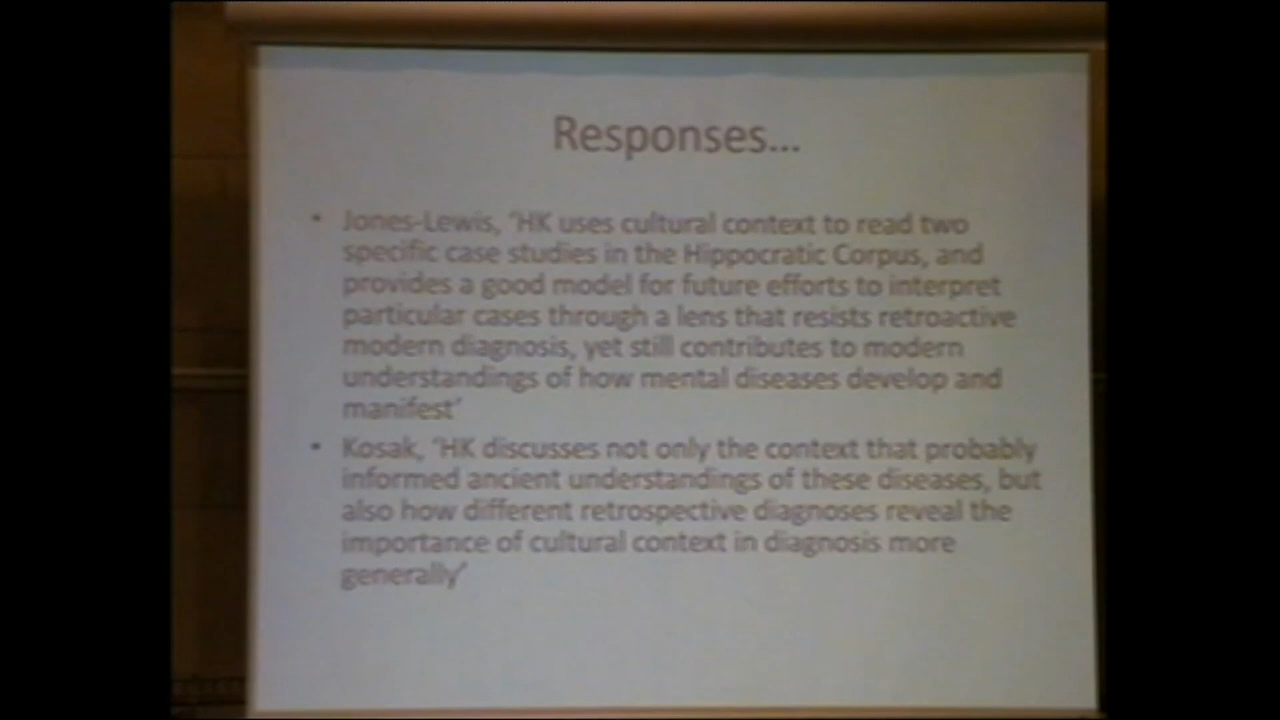 Responses...
• Jones-Lewis, 'HK uses cultural context to read two
specific case studies in the Hippocratic Corpus, and
provides a good model for future efforts to interpret
particular cases through a lens that resists retroactive
modern diagnosis, yet still contributes to modern
understandings of how mental diseases develop and
manifest'
• Kosak, 'HK discusses not only the context that probably
informed ancient understandings of these diseases, but
also how different retrospective diagnoses reveal the
importance of cultural context in diagnosis more
generally'